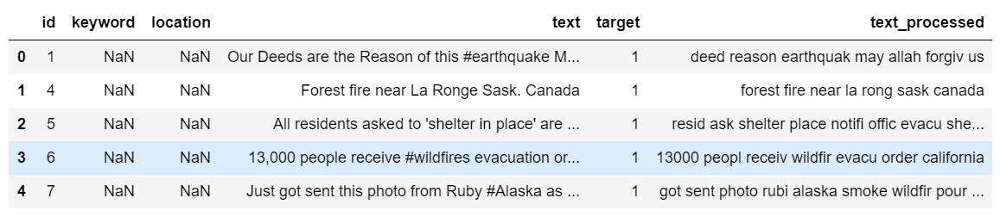 id keyword location text target text_processed
0 1 NaN NaN Our Deeds are the Reason of this #earthquake M... 1 deed reason earthquak may allah forgiv us
1 4 NaN NaN Forest fire near La Ronge Sask. Canada 1 forest fire near la rong sask canada
2 5 NaN NaN All residents asked to 'shelter in place' are ... 1 resid ask shelter place notifi offic evacu she...
3 6 NaN NaN 13,000 people receive #wildfires evacuation or... 1 13000 peopl receiv wildfir evacu order california
4 7 NaN NaN Just got sent this photo from Ruby #Alaska as ... 1 got sent photo rubi alaska smoke wildfir pour ...